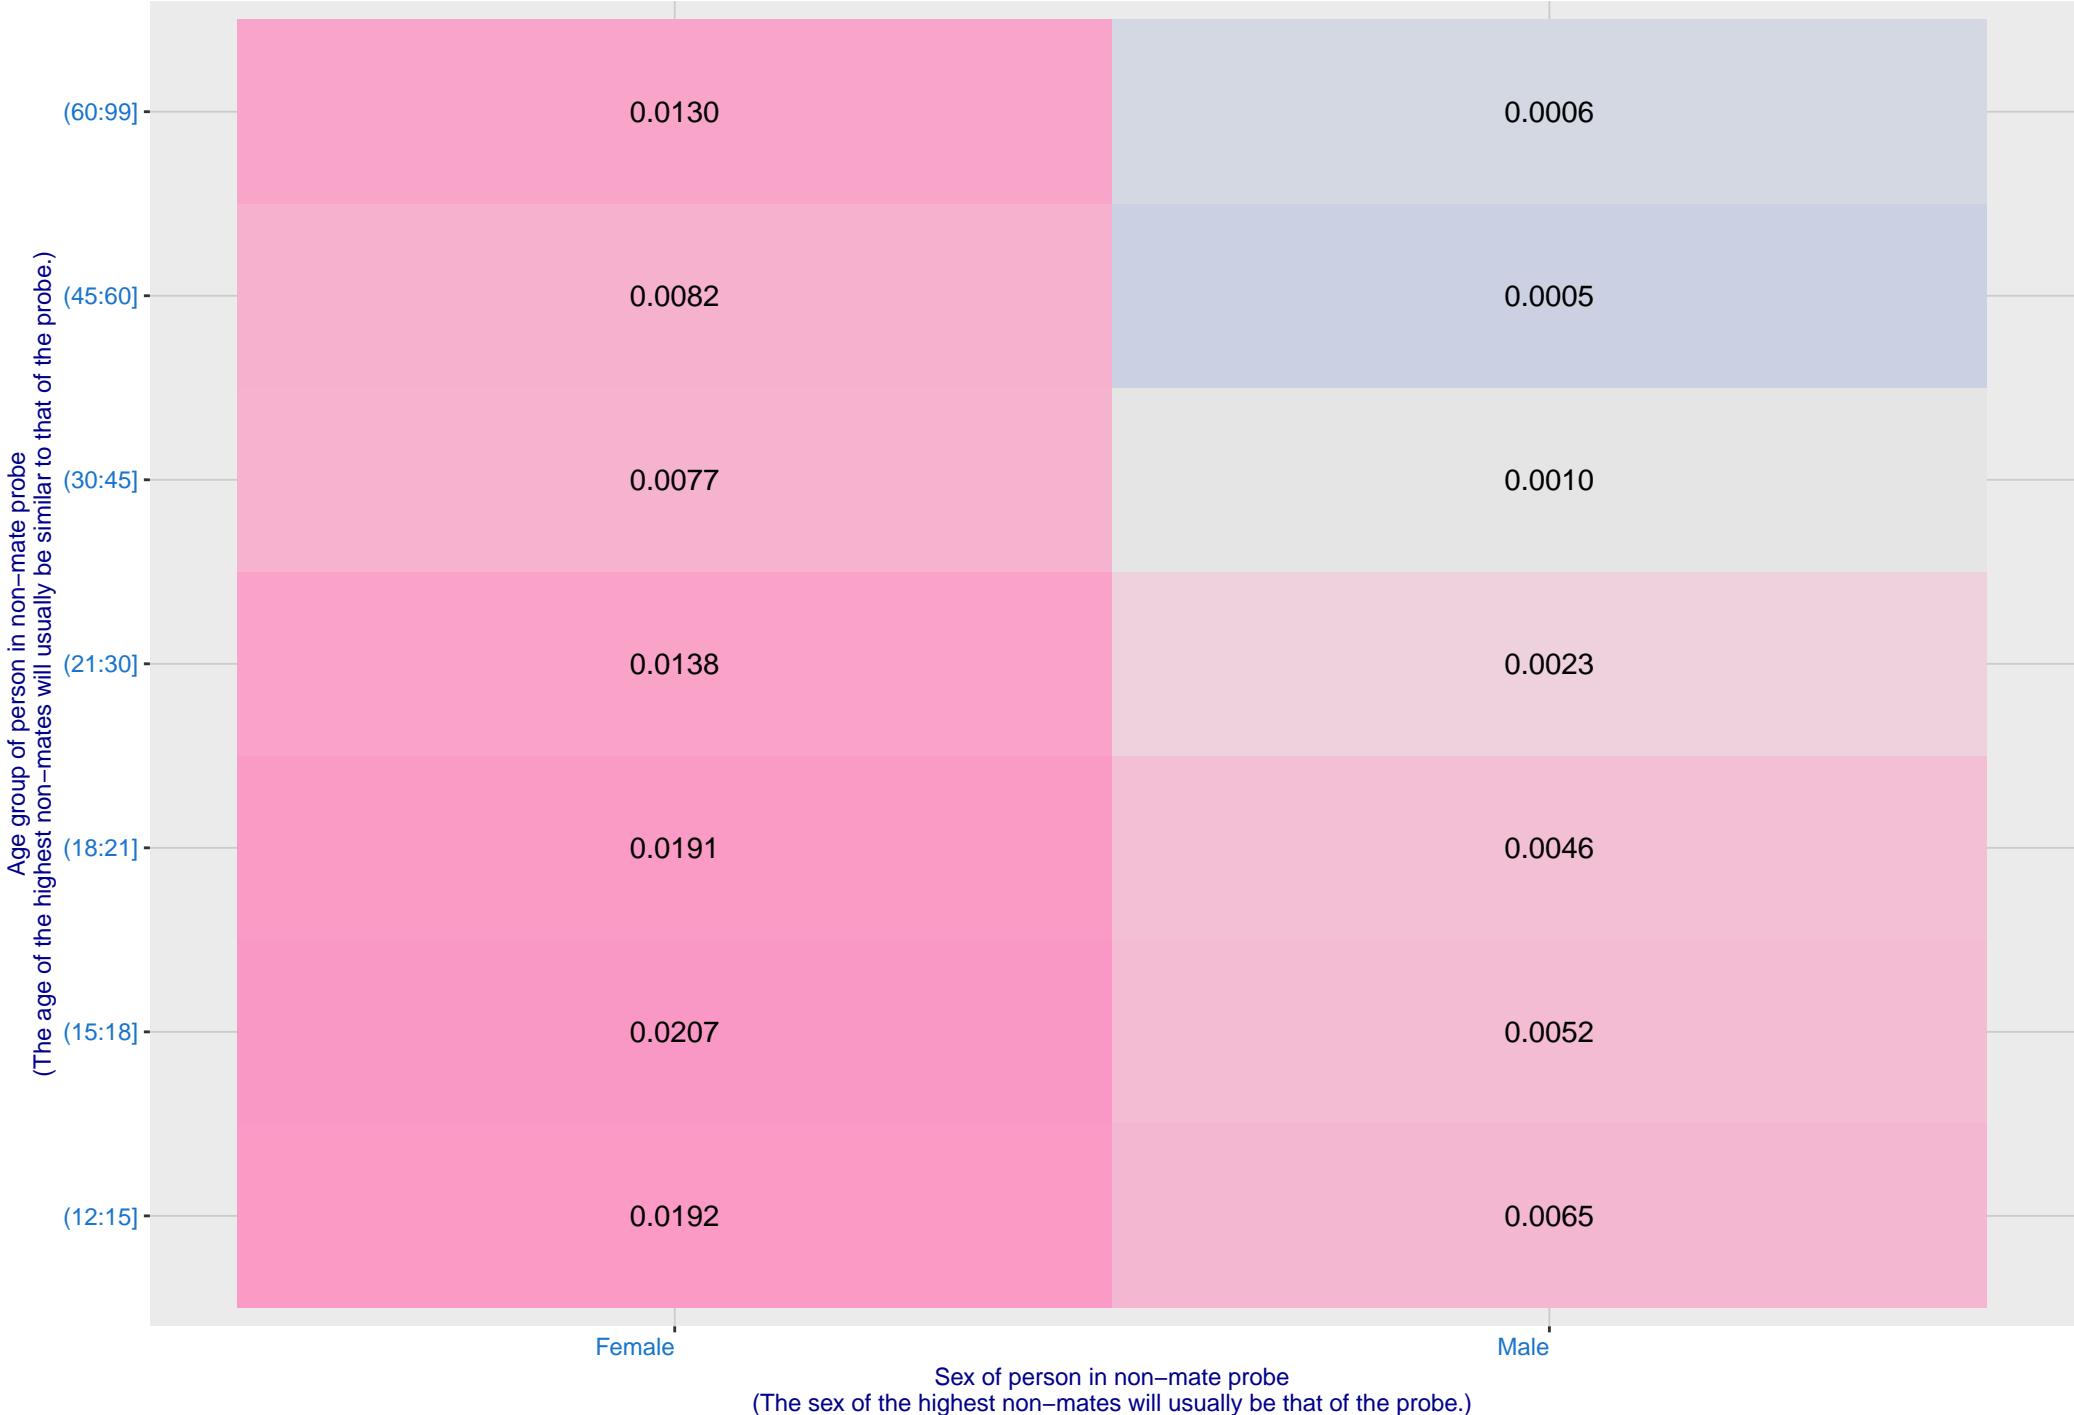 Age group of person in non−mate probe
(The age of the highest non−mates will usually be similar to that of the probe.)
(60:99] 0.0130 0.0006
(45:60] 0.0082 0.0005
(30:45] 0.0077 0.0010
(21:30] 0.0138 0.0023
(18:21] 0.0191 0.0046
(15:18] 0.0207 0.0052
(12:15] 0.0192 0.0065
Female Male
Sex of person in non−mate probe
(The sex of the highest non−mates will usually be that of the probe.)